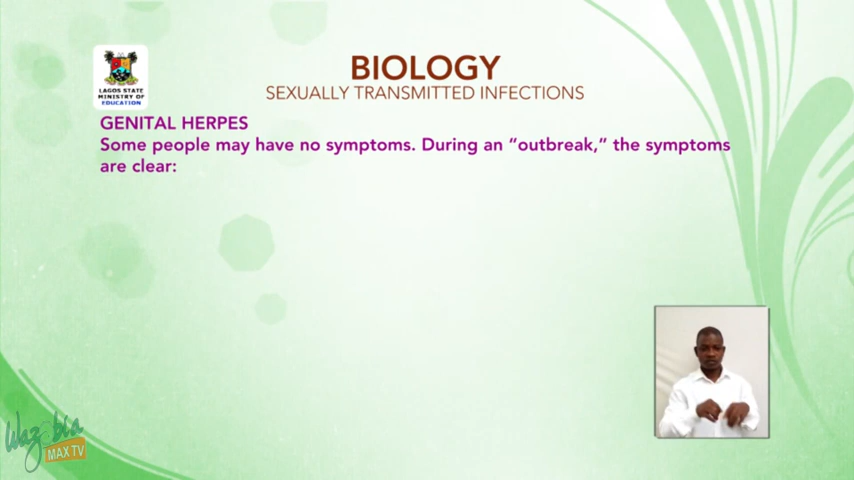 BIOLOGY
SEXUALLY TRANSMITTED INFECTIONS
LAGOS STATE
MINISTRY OF
EDUCATION
GENITAL HERPES
Some people may have no symptoms. During an “outbreak,” the symptoms
are clear:
Wazobia
MAX TV